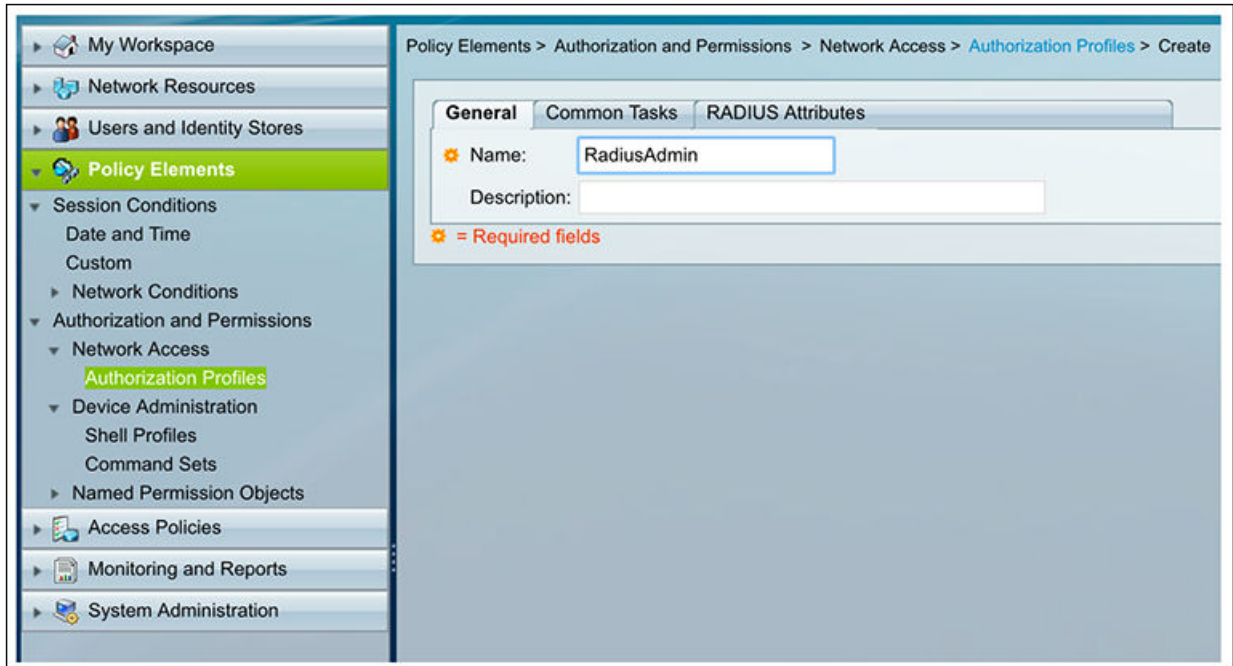 My Workspace
Network Resources
Users and Identity Stores
Policy Elements
Session Conditions
Date and Time
Custom
Network Conditions
Authorization and Permissions
Network Access
Authorization Profiles
Device Administration
Shell Profiles
Command Sets
Named Permission Objects
Access Policies
Monitoring and Reports
System Administration
Policy Elements > Authorization and Permissions > Network Access > Authorization Profiles > Create
General Common Tasks RADIUS Attributes
Name: RadiusAdmin
Description:
= Required fields